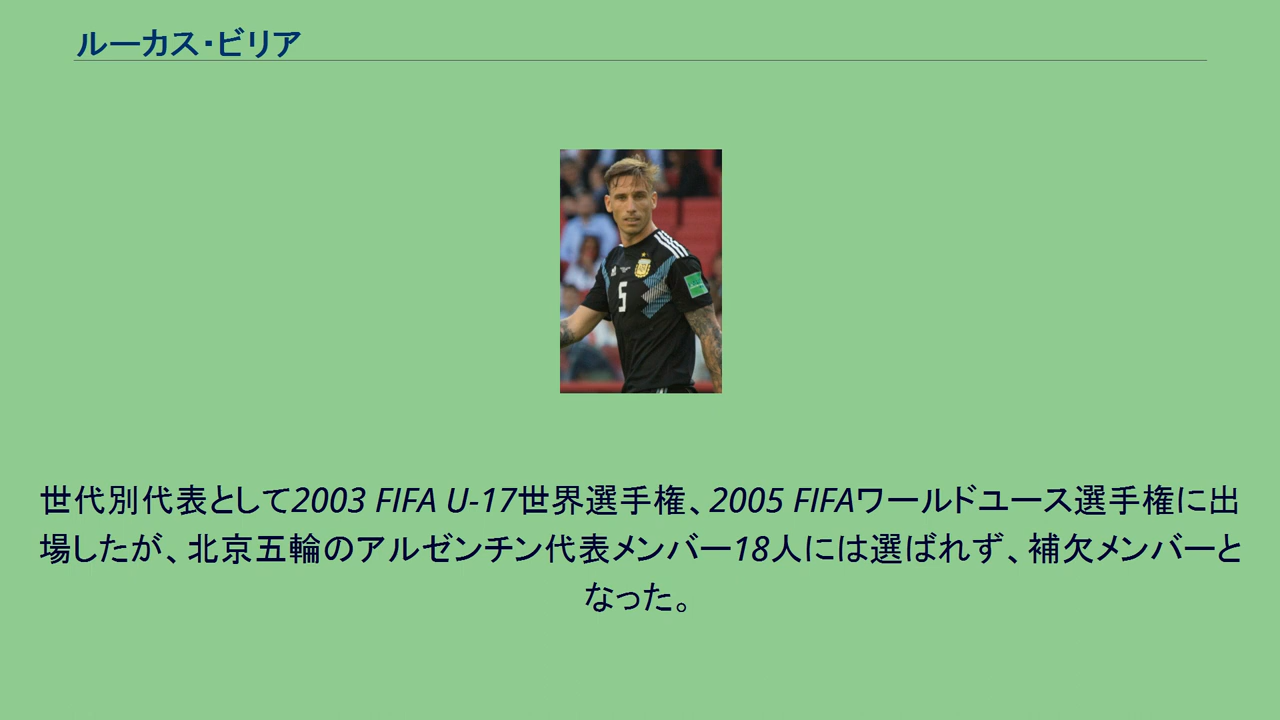 ルーカス・ビリア
5
世代別代表として2003 FIFA U-17世界選手権、2005 FIFAワールドユース選手権に出
場したが、北京五輪のアルゼンチン代表メンバー18人には選ばれず、補欠メンバーと
なった。